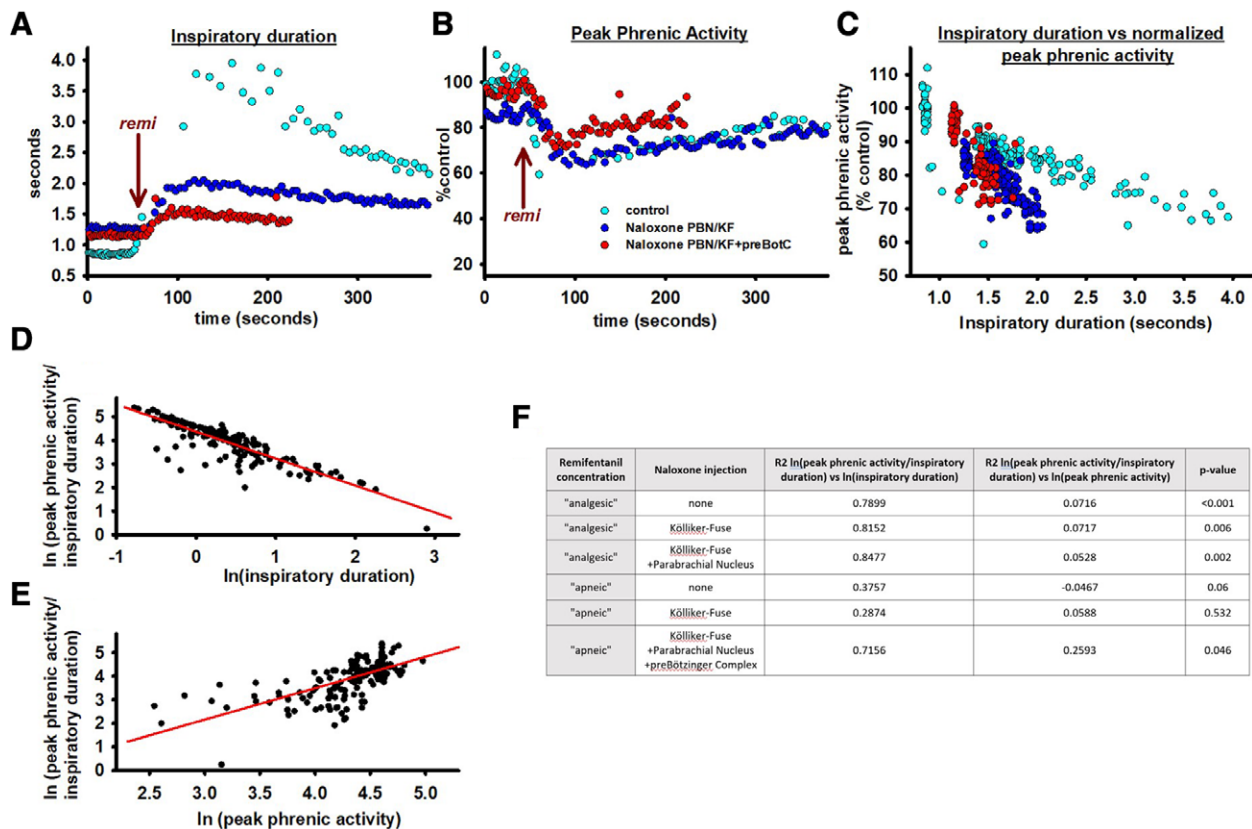 A
Inspiratory duration
4.0
3.5
3.0
2.5
2.0
1.5
1.0
0.5
seconds
remi
0 100 200 300
time (seconds)
B
Peak Phrenic Activity
100
80
60
40
20
%control
remi
control
Naloxone PBN/KF
Naloxone PBN/KF+preBotC
0 100 200 300
time (seconds)
C
Inspiratory duration vs normalized
peak phrenic activity
110
100
90
80
70
60
50
peak phrenic activity
(% control)
1.0 1.5 2.0 2.5 3.0 3.5 4.0
Inspiratory duration (seconds)
D
ln (peak phrenic activity/
inspiratory duration)
5
4
3
2
1
0
-1 0 1 2 3
ln(inspiratory duration)
E
ln (peak phrenic activity/
inspiratory duration)
5
4
3
2
1
0
2.5 3.0 3.5 4.0 4.5 5.0
ln (peak phrenic activity)
F
Remifentanil
concentration
Naloxone injection
R2 ln(peak phrenic activity/inspiratory
duration) vs ln(inspiratory duration)
R2 ln(peak phrenic activity/inspiratory
duration) vs ln(peak phrenic activity)
p-value
"analgesic" none 0.7899 0.0716 <0.001
"analgesic" Kölliker-Fuse 0.8152 0.0717 0.006
"analgesic" Kölliker-Fuse
+Parabrachial Nucleus 0.8477 0.0528 0.002
"apneic" none 0.3757 -0.0467 0.06
"apneic" Kölliker-Fuse 0.2874 0.0588 0.532
"apneic" Kölliker-Fuse
+Parabrachial Nucleus 0.7156 0.2593 0.046
+preBötzinger Complex